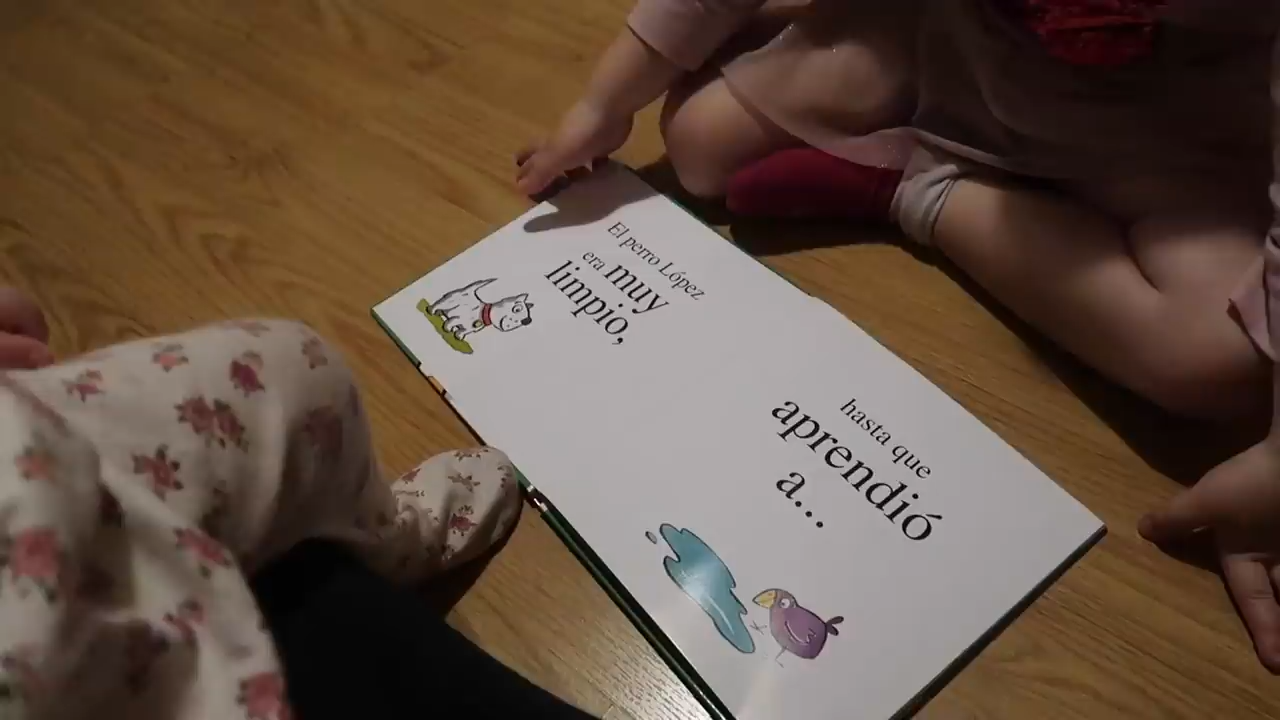 El perro López
era muy
limpio,
hasta que
aprendió
a...